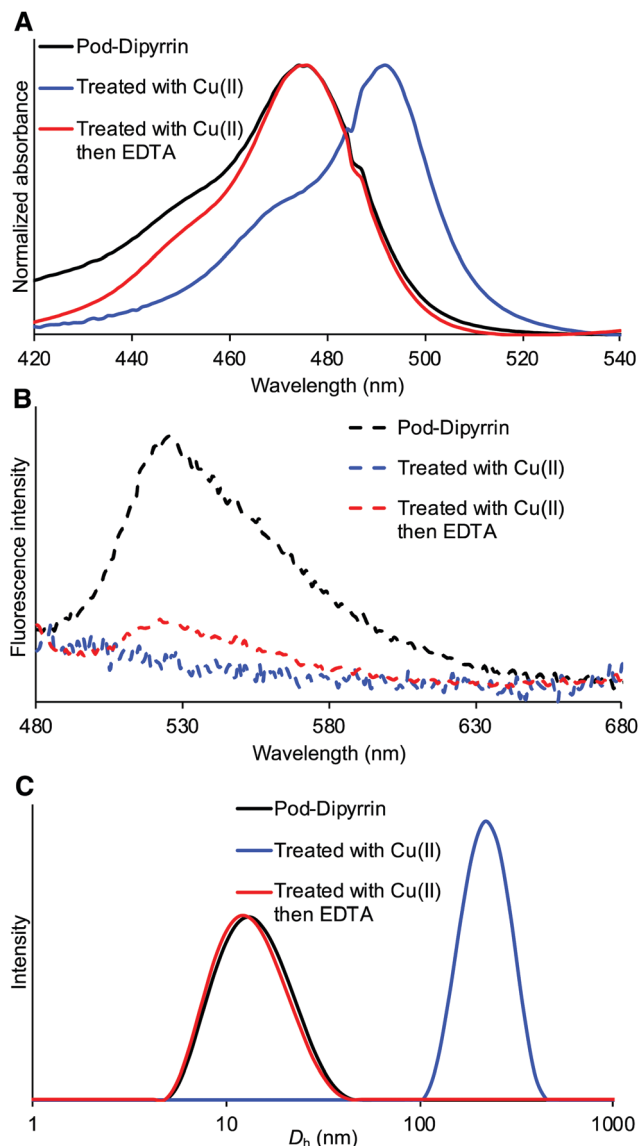 A
Pod-Dipyrrin
Treated with Cu(II)
Treated with Cu(II)
then EDTA
Normalized absorbance
420 440 460 480 500 520 540
Wavelength (nm)
B
Pod-Dipyrrin
Treated with Cu(II)
Treated with Cu(II)
then EDTA
Fluorescence intensity
480 530 580 630 680
Wavelength (nm)
C
Pod-Dipyrrin
Treated with Cu(II)
Treated with Cu(II)
then EDTA
Intensity
1 10 100 1000
Dh (nm)